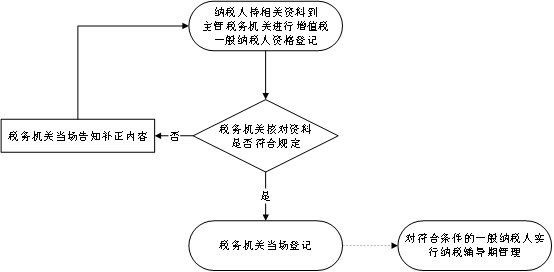 纳税人持相关资料到
主管税务机关进行增值税
一般纳税人资格登记
税务机关核对资料
是否符合规定
否
税务机关当场告知补正内容
是
税务机关当场登记
对符合条件的一般纳税人实
行纳税辅导期管理